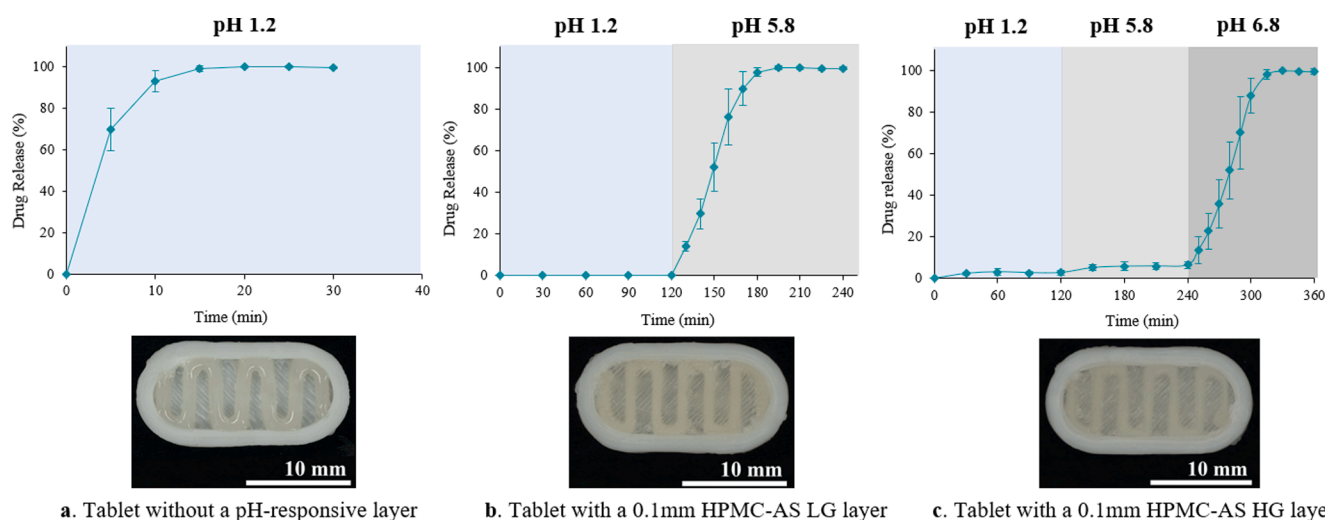 pH 1.2
Drug Release (%)
100
80
60
40
20
0
0 10 20 30 40
Time (min)
10 mm
a. Tablet without a pH-responsive layer
pH 1.2 pH 5.8
Drug Release (%)
100
80
60
40
20
0
0 30 60 90 120 150 180 210 240
Time (min)
10 mm
b. Tablet with a 0.1mm HPMC-AS LG layer
pH 1.2 pH 5.8 pH 6.8
Drug release (%)
100
80
60
40
20
0
0 60 120 180 240 300 360
Time (min)
10 mm
c. Tablet with a 0.1mm HPMC-AS HG laye